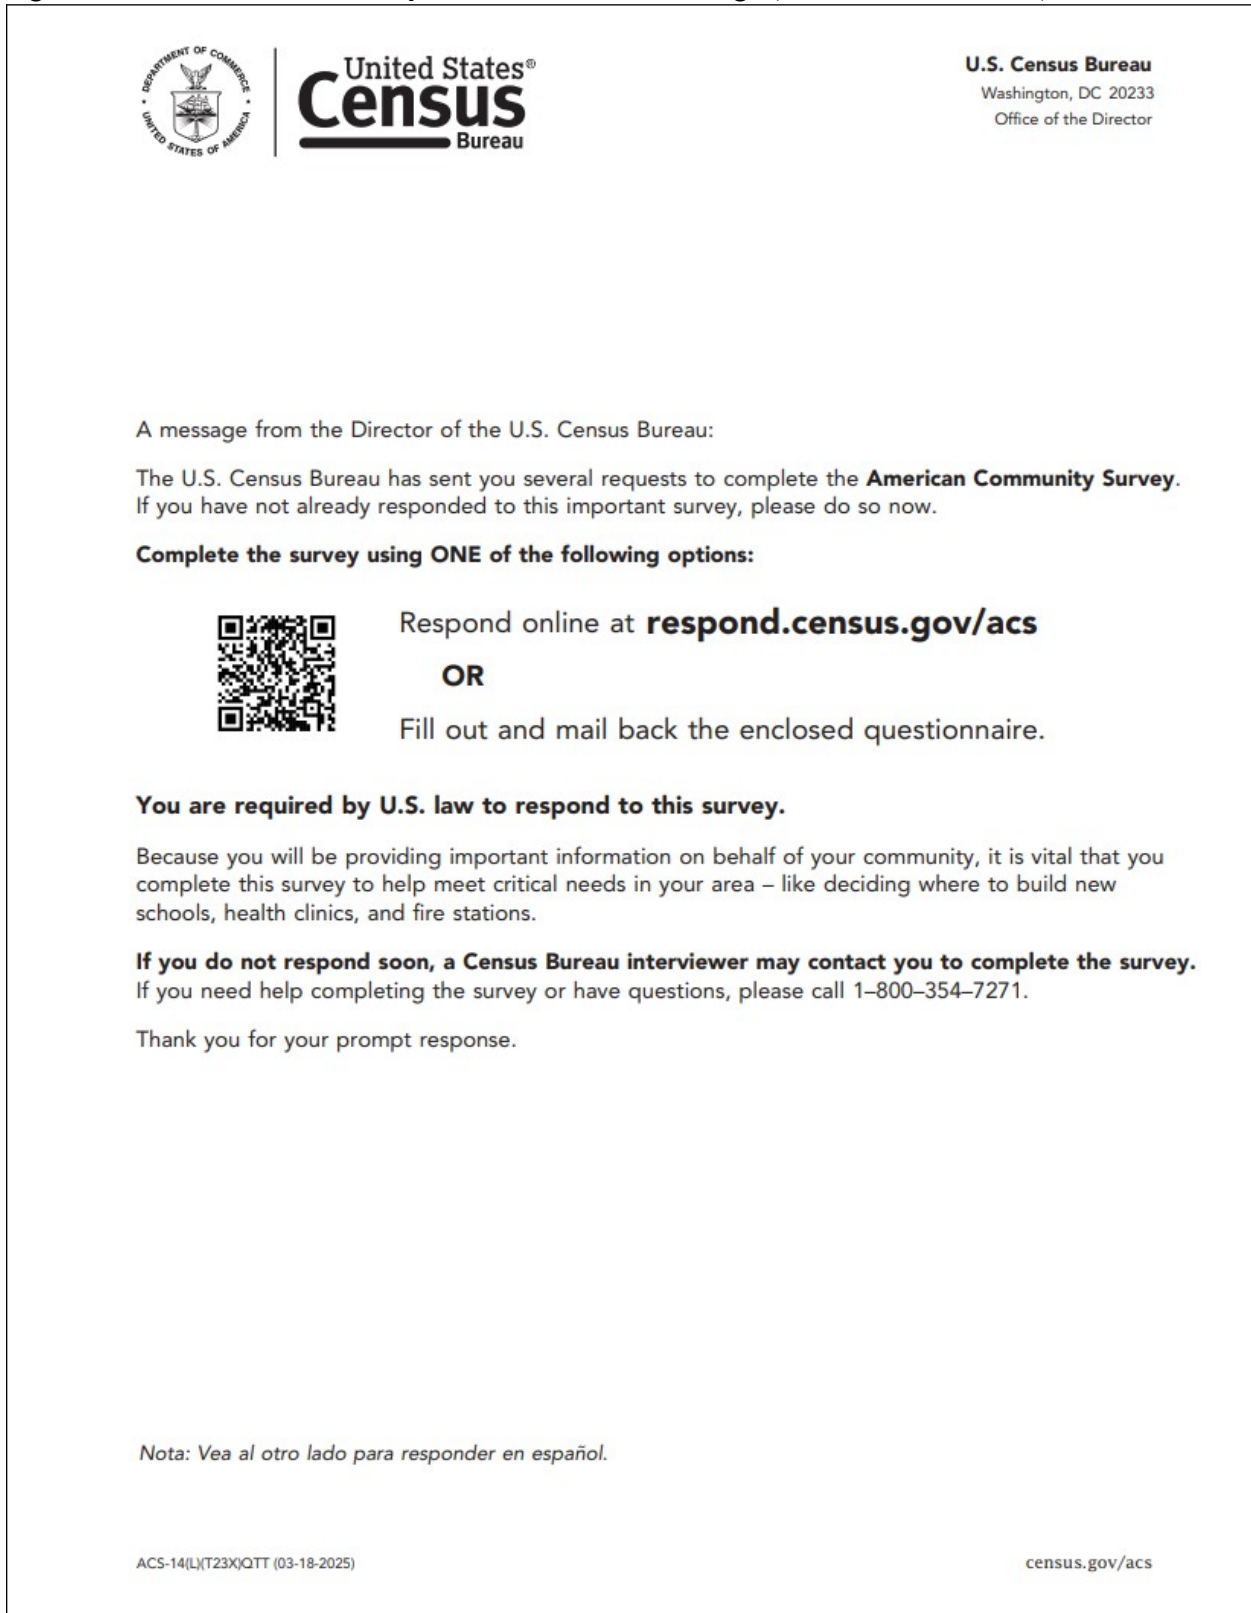 DEPARTMENT OF COMMERCE
UNITED STATES OF AMERICA
United States®
Census
Bureau
U.S. Census Bureau
Washington, DC 20233
Office of the Director
A message from the Director of the U.S. Census Bureau:
The U.S. Census Bureau has sent you several requests to complete the American Community Survey.
If you have not already responded to this important survey, please do so now.
Complete the survey using ONE of the following options:
Respond online at respond.census.gov/acs
OR
Fill out and mail back the enclosed questionnaire.
You are required by U.S. law to respond to this survey.
Because you will be providing important information on behalf of your community, it is vital that you
complete this survey to help meet critical needs in your area – like deciding where to build new
schools, health clinics, and fire stations.
If you do not respond soon, a Census Bureau interviewer may contact you to complete the survey.
If you need help completing the survey or have questions, please call 1–800–354–7271.
Thank you for your prompt response.
Nota: Vea al otro lado para responder en español.
ACS-14(L)(T23X)QTT (03-18-2025)
census.gov/acs